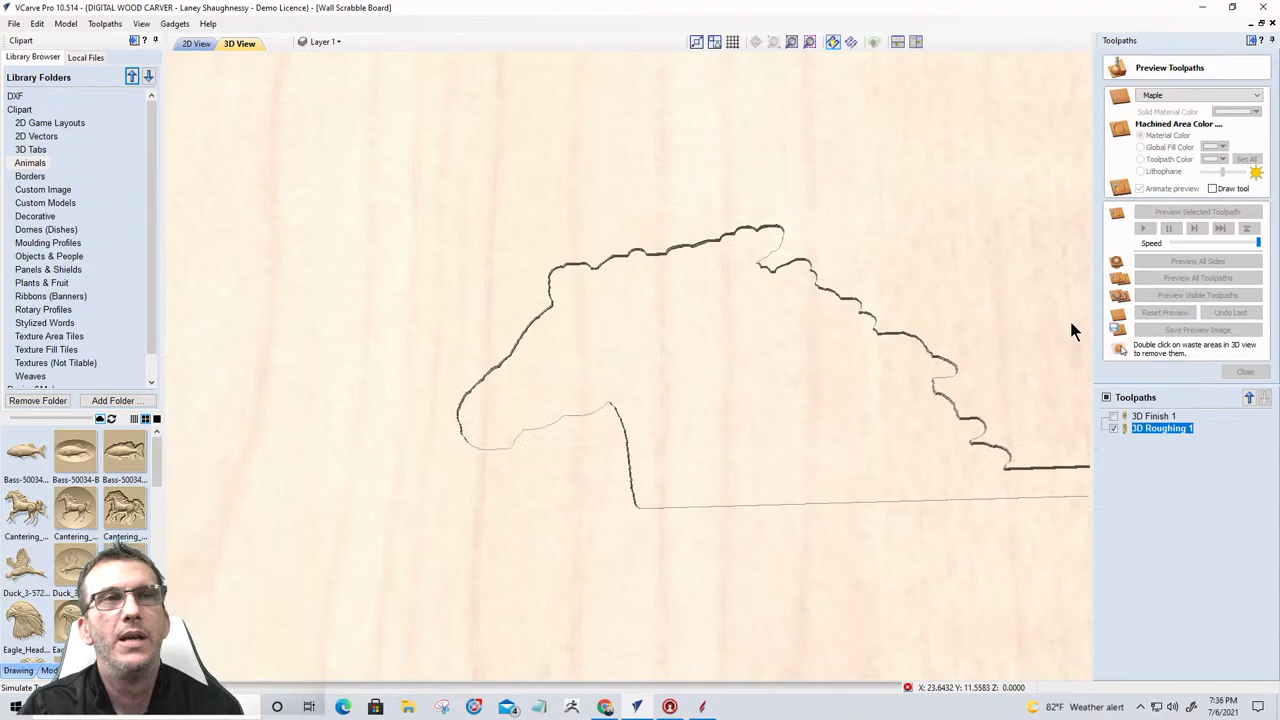 VCarve Pro 10.514 - (DIGITAL WOOD CARVER - Laney Shaughnessy - Demo Licence) - [Wall Scrabble Board]
File Edit Model Toolpaths View Gadgets Help
Clipart
Library Browser Local Files
Library Folders
DXF
Clipart
2D Game Layouts
2D Vectors
3D Tabs
Animals
Borders
Custom Image
Custom Models
Decorative
Domes (Dishes)
Moulding Profiles
Objects & People
Panels & Shields
Plants & Fruit
Ribbons (Banners)
Rotary Profiles
Stylized Words
Texture Area Tiles
Texture Fill Tiles
Textures (Not Tilable)
Weaves
Remove Folder Add Folder ...
Bass-50034... Bass-50034-B Bass-5003...
Cantering_... Cantering_... Cantering_...
Duck_3-572...
Eagle_Head...
Drawing
2D View 3D View Layer 1
Toolpaths
Preview Toolpaths
Maple
Solid Material Color
Machined Area Color ....
Material Color
Global Fill Color
Toolpath Color Set All
Lithophane
Animate preview Draw tool
Preview Selected Toolpath
Speed
Preview All Sides
Preview All Toolpaths
Preview Visible Toolpaths
Reset Preview Undo Last
Save Preview Image
Double click on waste areas in 3D view
to remove them.
Close
Toolpaths
3D Finish 1
3D Roughing 1
X: 23.6432 Y: 11.5583 Z: 0.0000
82°F Weather alert
7:36 PM
7/6/2021